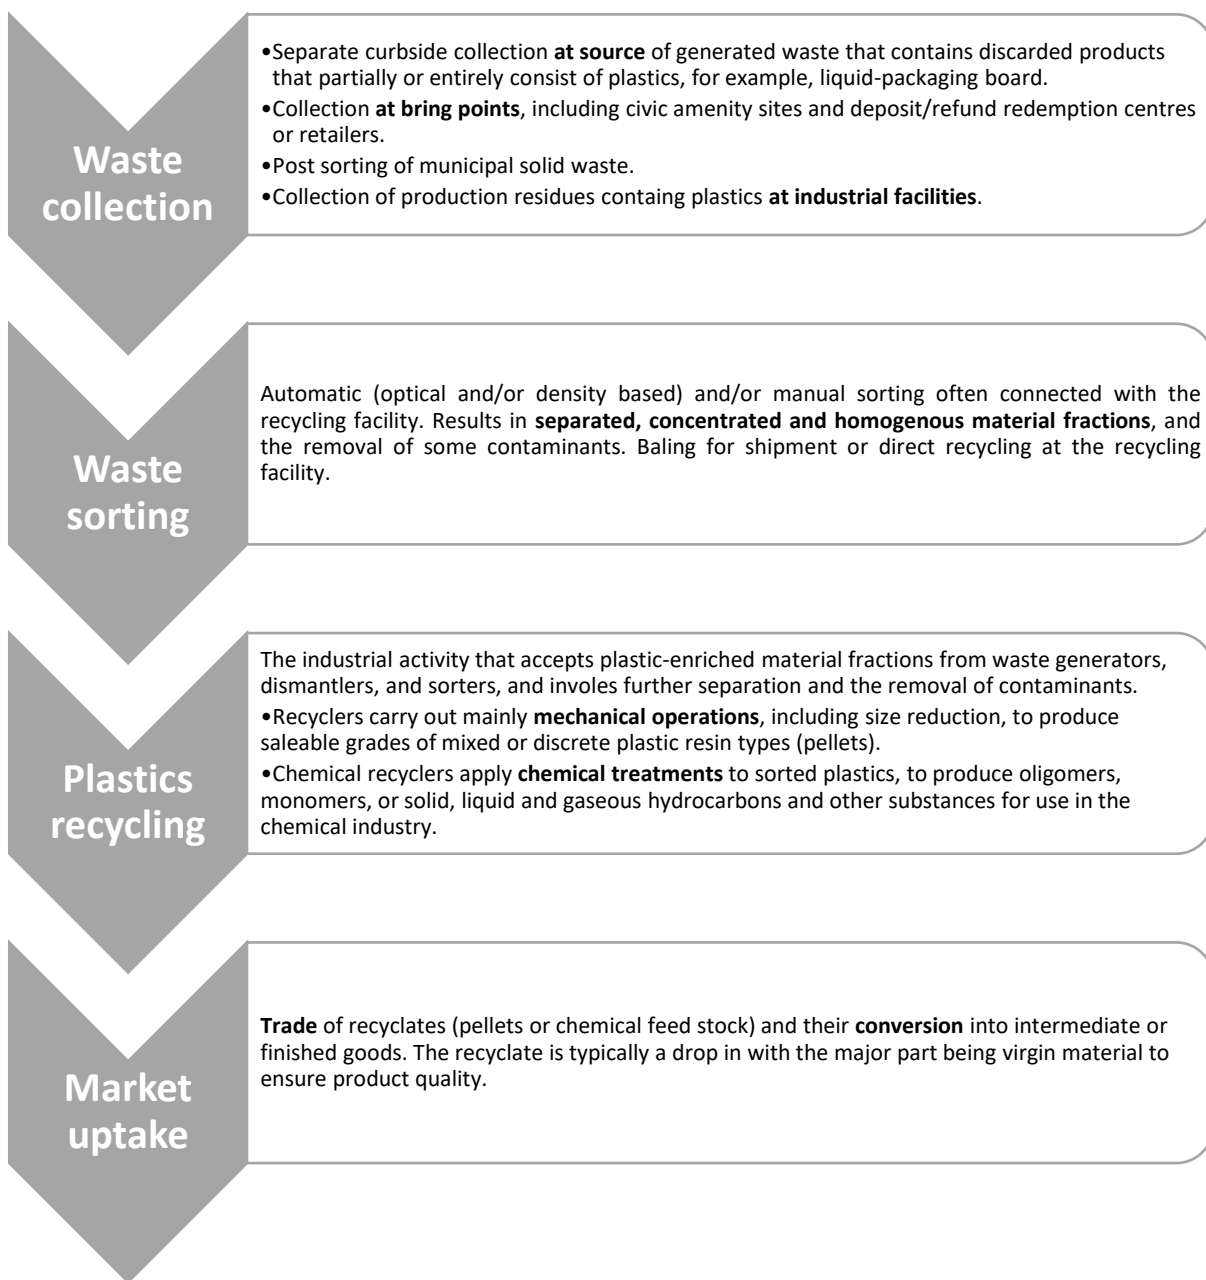 Waste
collection
•Separate curbside collection at source of generated waste that contains discarded products
that partially or entirely consist of plastics, for example, liquid-packaging board.
•Collection at bring points, including civic amenity sites and deposit/refund redemption centres
or retailers.
•Post sorting of municipal solid waste.
•Collection of production residues containg plastics at industrial facilities.
Waste
sorting
Automatic (optical and/or density based) and/or manual sorting often connected with the
recycling facility. Results in separated, concentrated and homogenous material fractions, and
the removal of some contaminants. Baling for shipment or direct recycling at the recycling
facility.
Plastics
recycling
The industrial activity that accepts plastic-enriched material fractions from waste generators,
dismantlers, and sorters, and involes further separation and the removal of contaminants.
•Recyclers carry out mainly mechanical operations, including size reduction, to produce
saleable grades of mixed or discrete plastic resin types (pellets).
•Chemical recyclers apply chemical treatments to sorted plastics, to produce oligomers,
monomers, or solid, liquid and gaseous hydrocarbons and other substances for use in the
chemical industry.
Market
uptake
Trade of recyclates (pellets or chemical feed stock) and their conversion into intermediate or
finished goods. The recyclate is typically a drop in with the major part being virgin material to
ensure product quality.